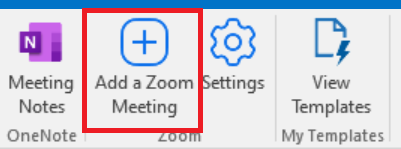 N
Meeting Notes
Add a Zoom Meeting
Settings
View Templates
OneNote
Zoom
My Templates